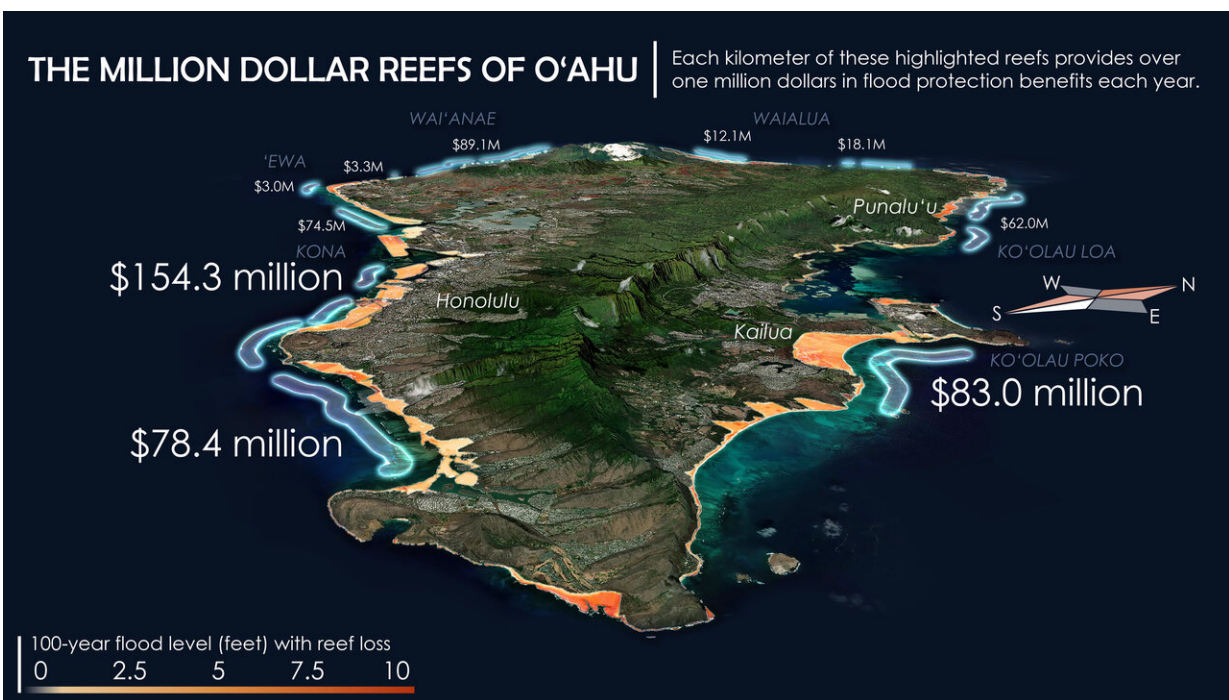 THE MILLION DOLLAR REEFS OF O‘AHU
Each kilometer of these highlighted reefs provides over
one million dollars in flood protection benefits each year.
WAI‘ANAE
WAIALUA
$89.1M
$12.1M
$18.1M
‘EWA
$3.3M
$3.0M
$74.5M
Punalu‘u
$62.0M
KONA
KO‘OLAU LOA
$154.3 million
Honolulu
W
N
S
E
Kailua
KO‘OLAU POKO
$83.0 million
$78.4 million
100-year flood level (feet) with reef loss
0 2.5 5 7.5 10